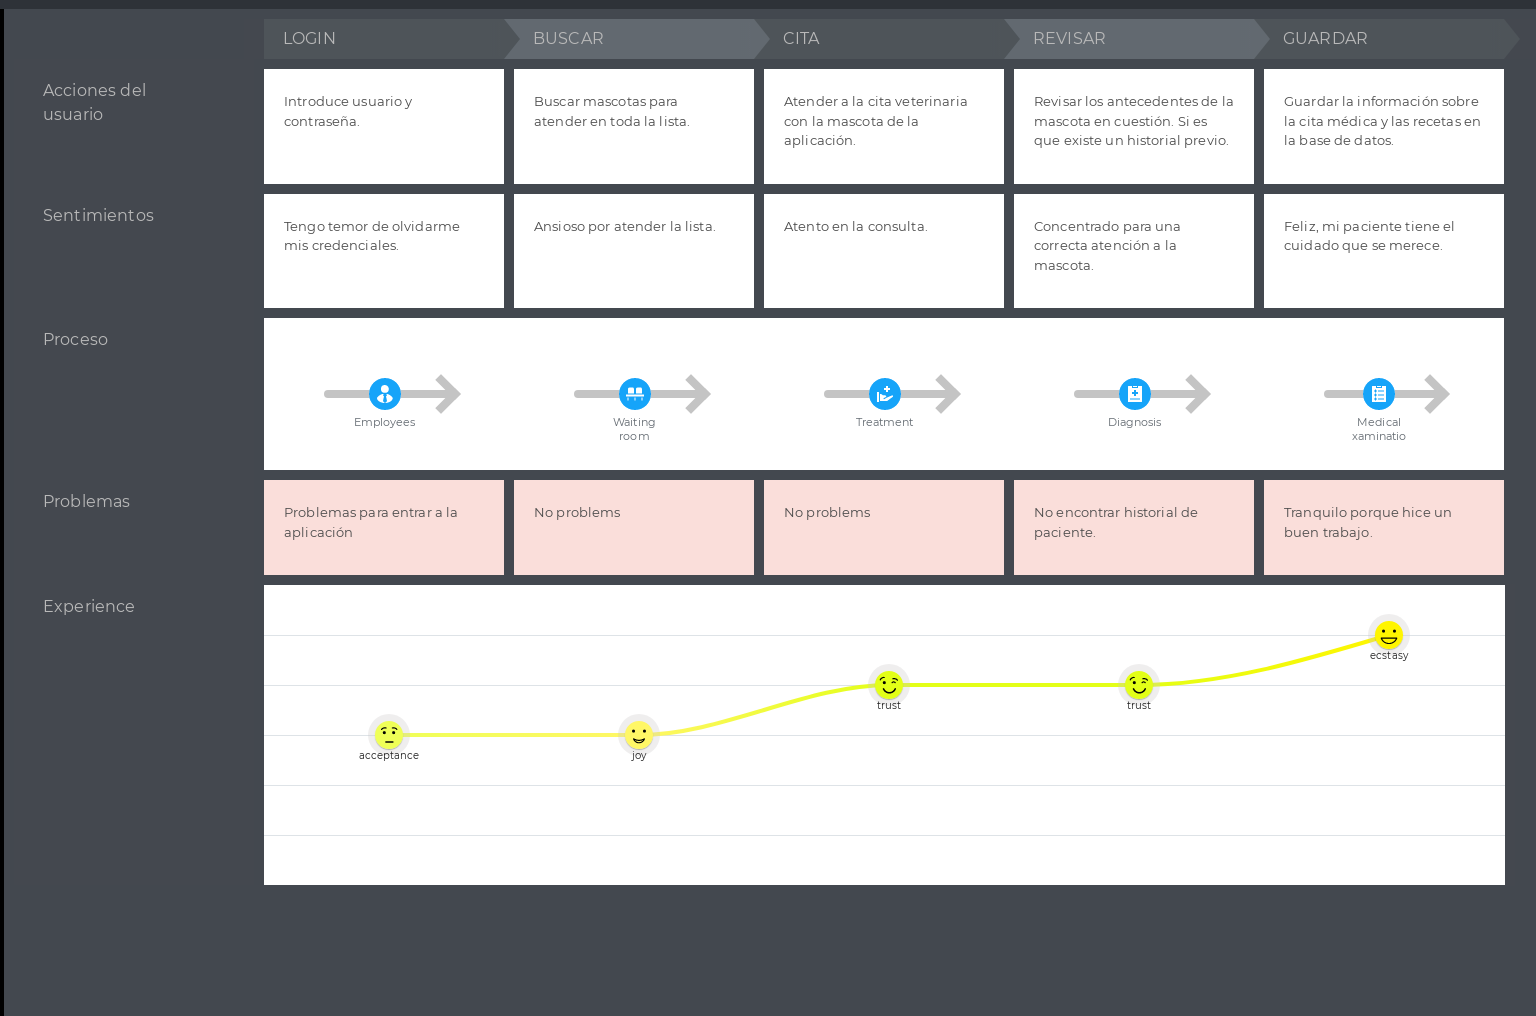 LOGIN
BUSCAR
CITA
REVISAR
GUARDAR
Acciones del
usuario
Introduce usuario y
contraseña.
Buscar mascotas para
atender en toda la lista.
Atender a la cita veterinaria
con la mascota de la
aplicación.
Revisar los antecedentes de la
mascota en cuestión. Si es
que existe un historial previo.
Guardar la información sobre
la cita médica y las recetas en
la base de datos.
Sentimientos
Tengo temor de olvidarme
mis credenciales.
Ansioso por atender la lista.
Atento en la consulta.
Concentrado para una
correcta atención a la
mascota.
Feliz, mi paciente tiene el
cuidado que se merece.
Proceso
Employees
Waiting
room
Treatment
Diagnosis
Medical
xaminatio
Problemas
Problemas para entrar a la
aplicación
No problems
No problems
No encontrar historial de
paciente.
Tranquilo porque hice un
buen trabajo.
Experience
acceptance
joy
trust
trust
ecstasy